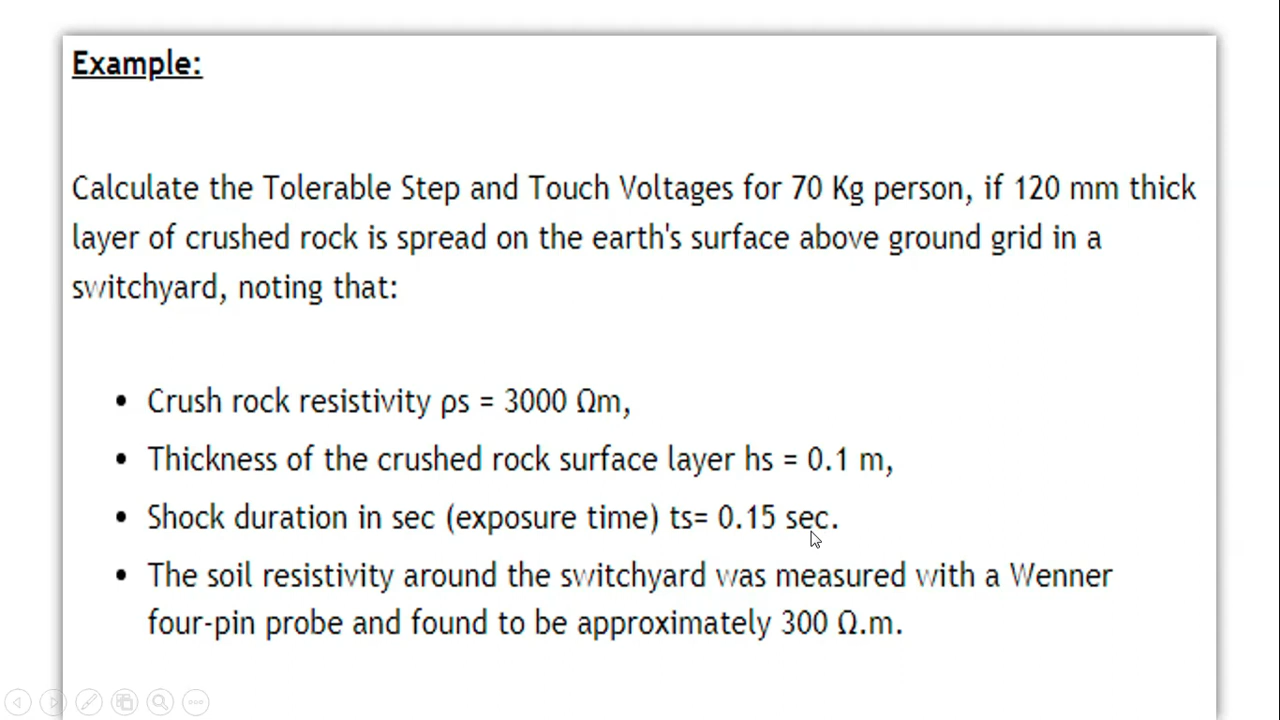 Example:
Calculate the Tolerable Step and Touch Voltages for 70 Kg person, if 120 mm thick
layer of crushed rock is spread on the earth's surface above ground grid in a
switchyard, noting that:
• Crush rock resistivity ρs = 3000 Ωm,
• Thickness of the crushed rock surface layer hs = 0.1 m,
• Shock duration in sec (exposure time) ts= 0.15 sec.
• The soil resistivity around the switchyard was measured with a Wenner
four-pin probe and found to be approximately 300 Ω.m.